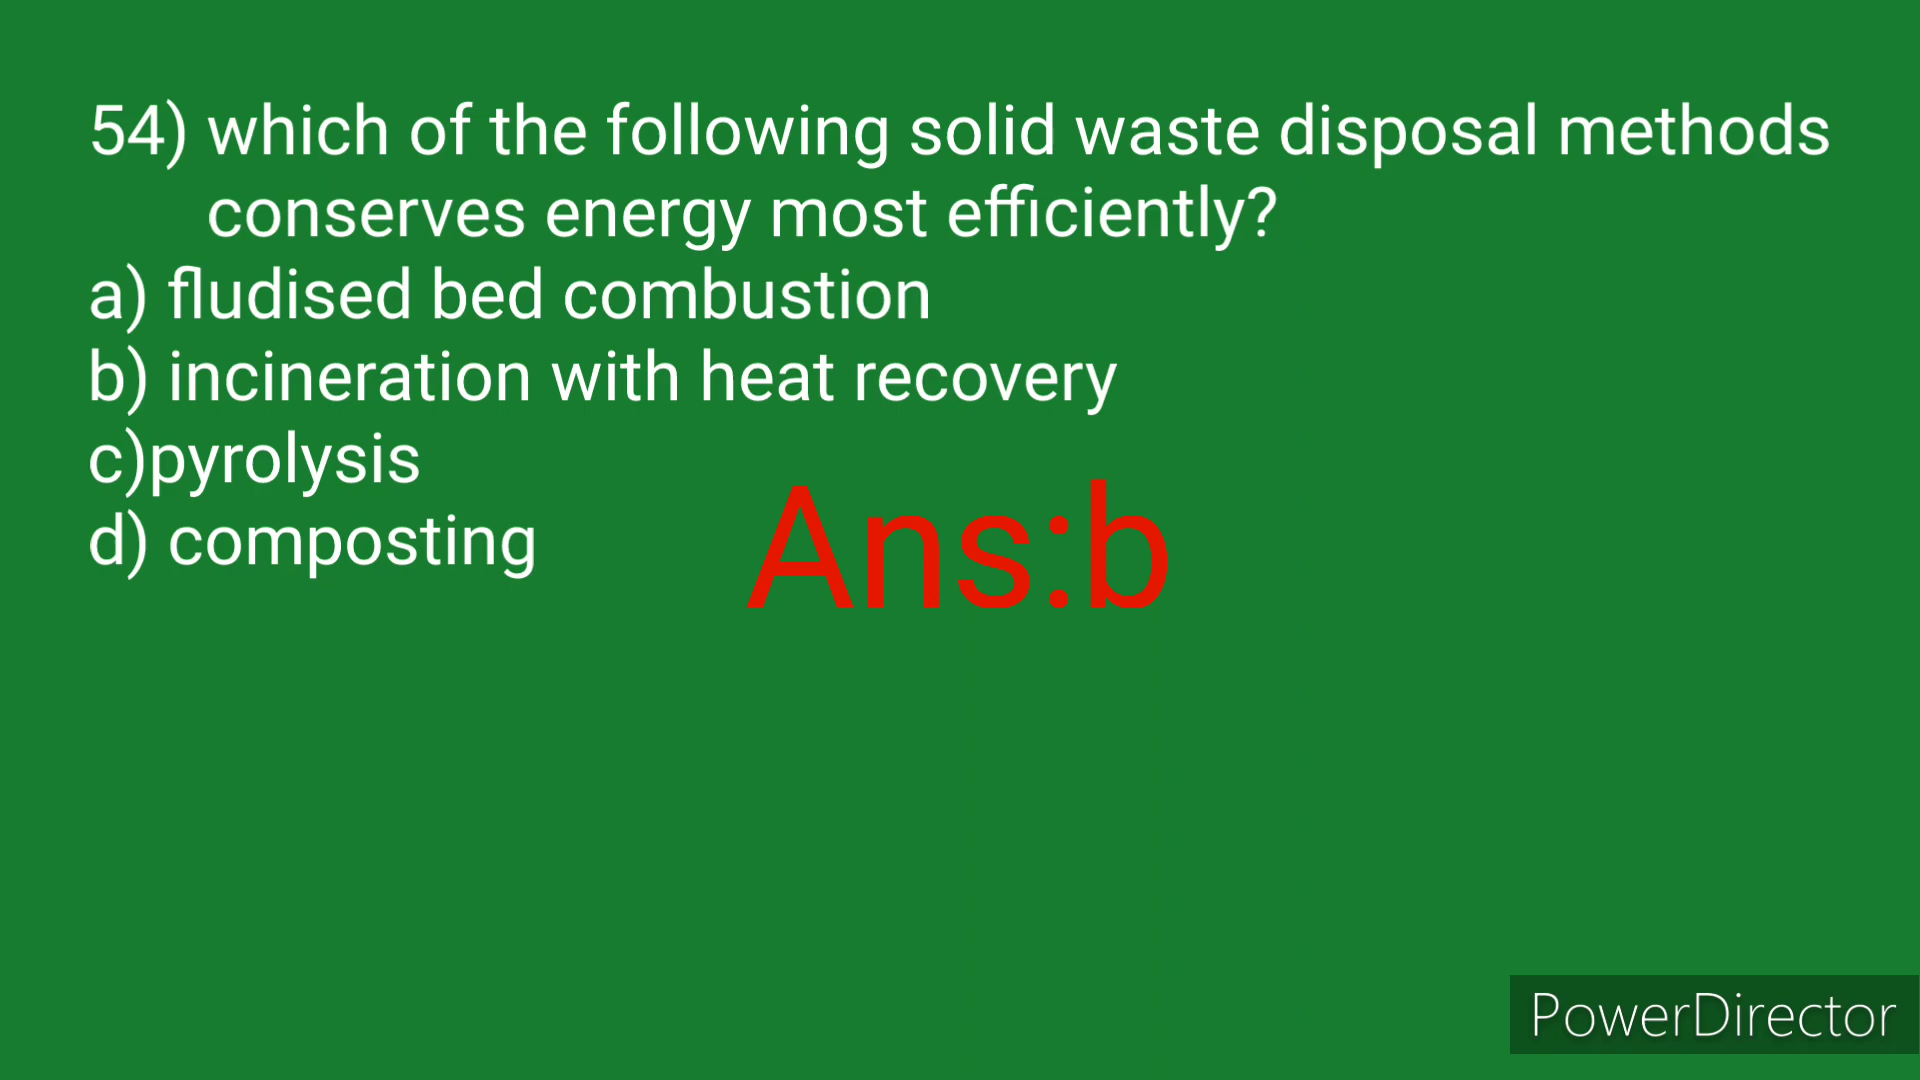 54) which of the following solid waste disposal methods
conserves energy most efficiently?
a) fludised bed combustion
b) incineration with heat recovery
c)pyrolysis
d) composting
Ans:b
PowerDirector